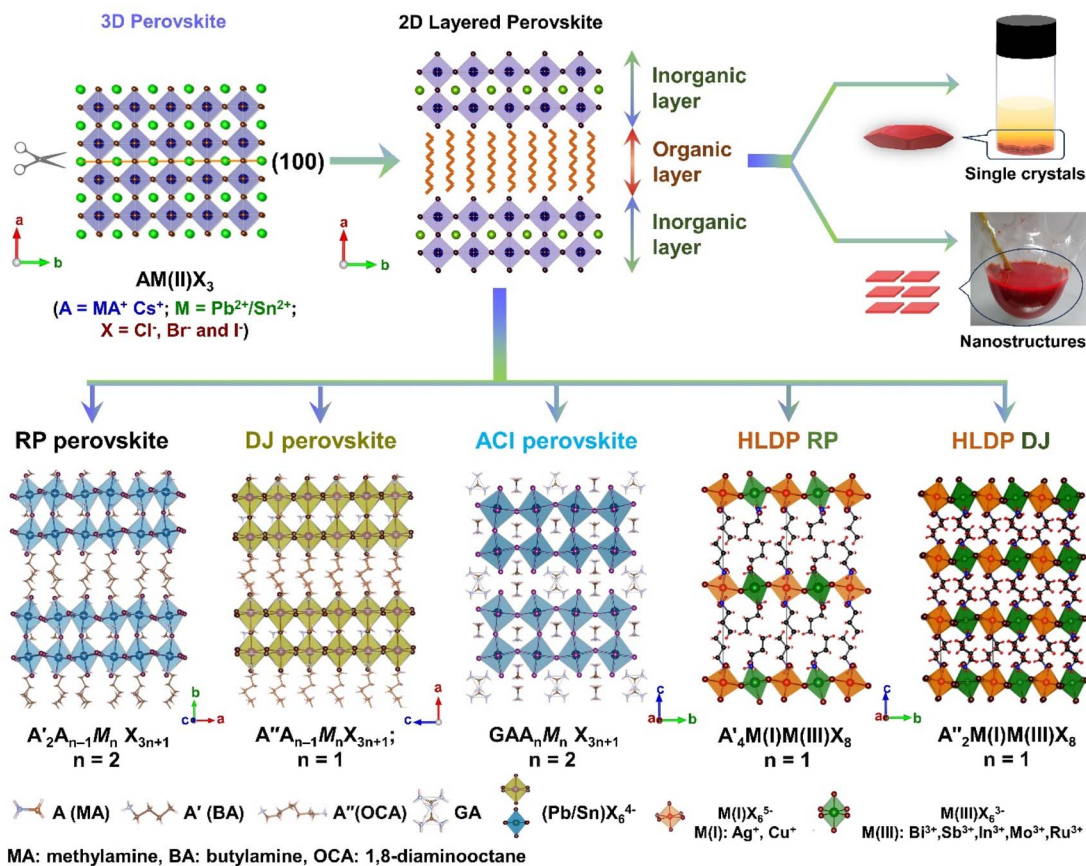 3D Perovskite
2D Layered Perovskite
(100)
a
b
a
b
AM(II)X₃
(A = MA⁺ Cs⁺; M = Pb²⁺/Sn²⁺;
X = Cl⁻, Br⁻ and I⁻)
Inorganic
layer
Organic
layer
Inorganic
layer
Single crystals
Nanostructures
RP perovskite
DJ perovskite
ACI perovskite
HLDP RP
HLDP DJ
b
c
a
a
c
c
a
b
c
a
b
A′₂Aₙ₋₁Mₙ X₃ₙ₊₁
n = 2
A″Aₙ₋₁MₙX₃ₙ₊₁;
n = 1
GAAₙMₙ X₃ₙ₊₁
n = 2
A′₄M(I)M(III)X₈
n = 1
A″₂M(I)M(III)X₈
n = 1
A (MA)
A′ (BA)
A″(OCA)
GA
(Pb/Sn)X₆⁴⁻
M(I)X₆⁵⁻
M(I): Ag⁺, Cu⁺
M(III)X₆³⁻
M(III): Bi³⁺,Sb³⁺,In³⁺,Mo³⁺,Ru³⁺
MA: methylamine, BA: butylamine, OCA: 1,8-diaminooctane